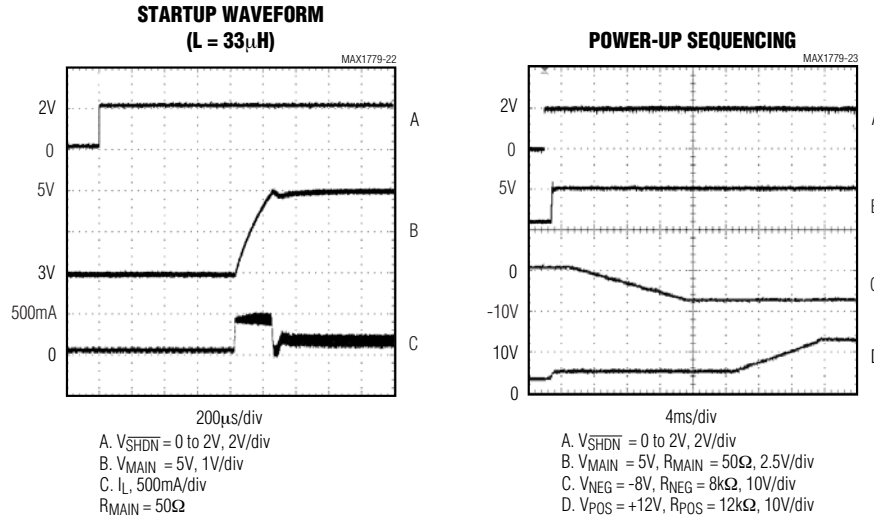 STARTUP WAVEFORM
(L = 33µH)
MAX1779-22
2V
0
5V
3V
500mA
0
A
B
C
200µs/div
A. VSHDN = 0 to 2V, 2V/div
B. VMAIN = 5V, 1V/div
C. IL, 500mA/div
RMAIN = 50Ω
POWER-UP SEQUENCING
MAX1779-23
2V
0
5V
0
-10V
10V
0
4ms/div
A. VSHDN = 0 to 2V, 2V/div
B. VMAIN = 5V, RMAIN = 50Ω, 2.5V/div
C. VNEG = -8V, RNEG = 8kΩ, 10V/div
D. VPOS = +12V, RPOS = 12kΩ, 10V/div